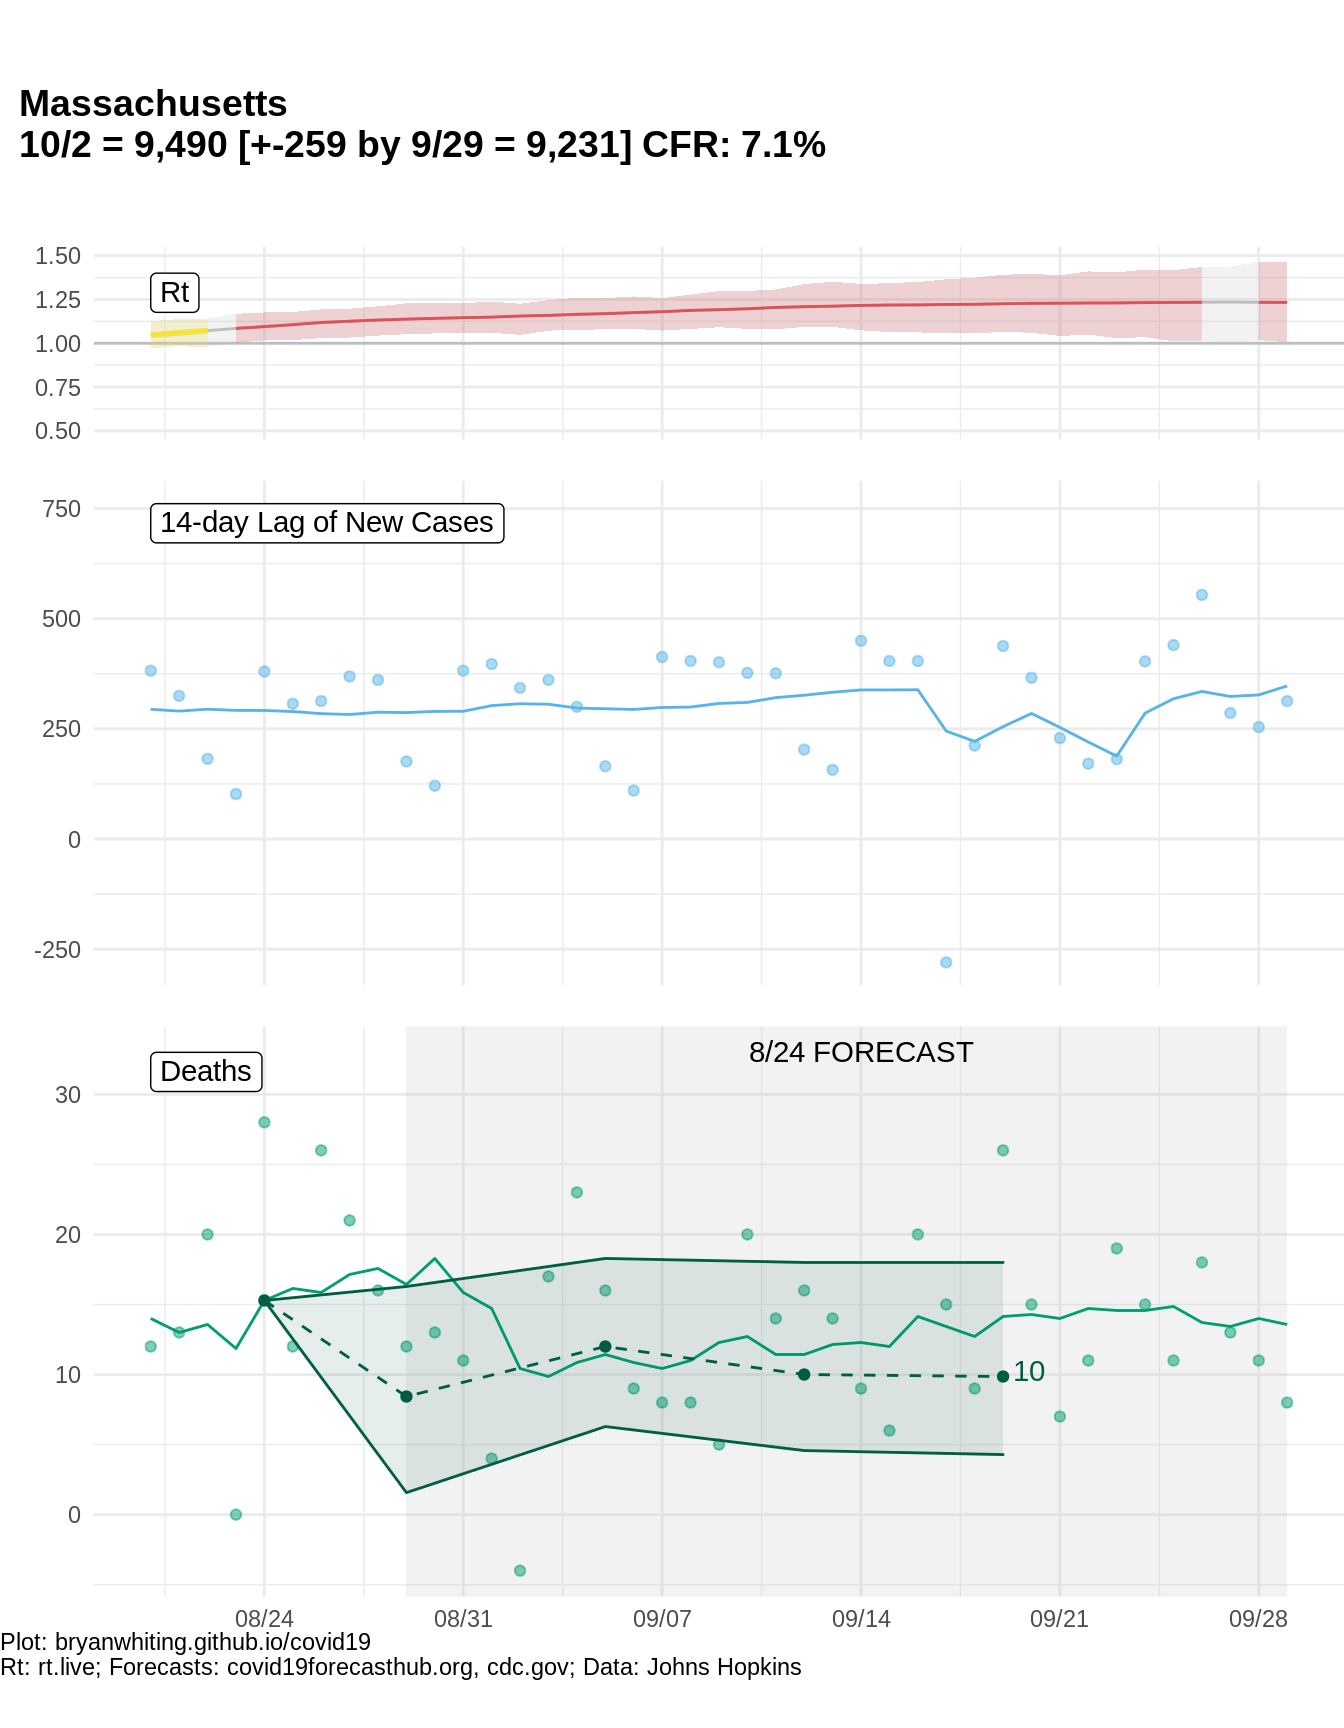 Massachusetts
10/2 = 9,490 [+-259 by 9/29 = 9,231] CFR: 7.1%
1.50
Rt
1.25
1.00
0.75
0.50
750
14-day Lag of New Cases
500
250
0
-250
8/24 FORECAST
Deaths
30
20
10
10
0
08/24 08/31 09/07 09/14 09/21 09/28
Plot: bryanwhiting.github.io/covid19
Rt: rt.live; Forecasts: covid19forecasthub.org, cdc.gov; Data: Johns Hopkins